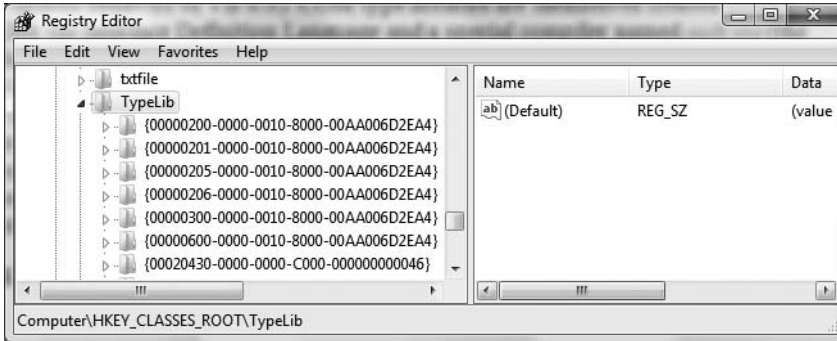 Registry Editor
File Edit View Favorites Help
txtfile
TypeLib
{00000200-0000-0010-8000-00AA006D2EA4}
{00000201-0000-0010-8000-00AA006D2EA4}
{00000205-0000-0010-8000-00AA006D2EA4}
{00000206-0000-0010-8000-00AA006D2EA4}
{00000300-0000-0010-8000-00AA006D2EA4}
{00000600-0000-0010-8000-00AA006D2EA4}
{00020430-0000-0000-C000-000000000046}
Name Type Data
ab (Default) REG_SZ (value
Computer\HKEY_CLASSES_ROOT\TypeLib